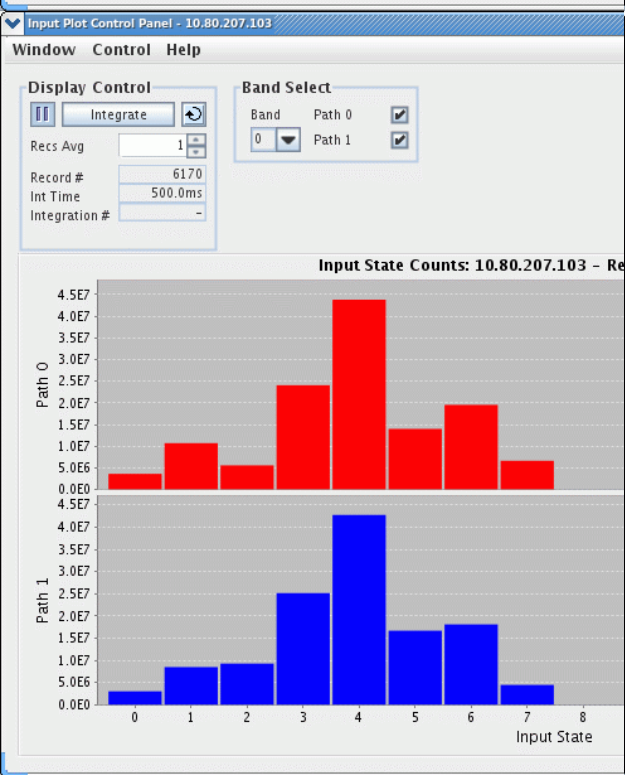 Input Plot Control Panel - 10.80.207.103
Window Control Help
Display Control
Integrate
Recs Avg 1
Record # 6170
Int Time 500.0ms
Integration # -
Band Select
Band Path 0
0 Path 1
Input State Counts: 10.80.207.103 - Re
Path 0
4.5E7
4.0E7
3.5E7
3.0E7
2.5E7
2.0E7
1.5E7
1.0E7
5.0E6
0.0E0
Path 1
4.5E7
4.0E7
3.5E7
3.0E7
2.5E7
2.0E7
1.5E7
1.0E7
5.0E6
0.0E0
0 1 2 3 4 5 6 7 8
Input State